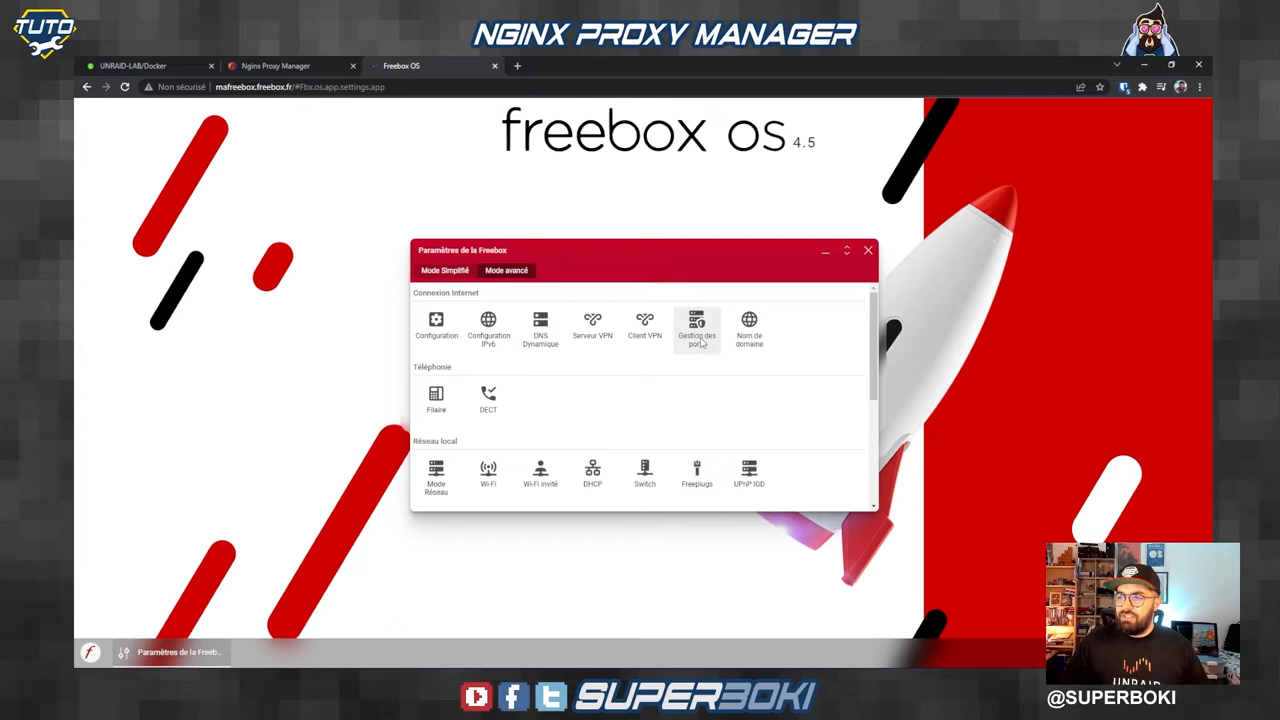 TUTO
NGINX PROXY MANAGER
UNRAID-LAB/Docker
Nginx Proxy Manager
Freebox OS
Non sécurisé
mafreebox.freebox.fr/#Fbx.os.app.settings.app
freebox os 4.5
Paramètres de la Freebox
Mode Simplifié
Mode avancé
Connexion Internet
Configuration
Configuration IPv6
DNS Dynamique
Serveur VPN
Client VPN
Gestion des
Nom de domaine
Téléphonie
Filaire
DECT
Réseau local
Mode Réseau
Wi-Fi
Wi-Fi invité
DHCP
Switch
Freeplugs
UPnP IGD
Paramètres de la Freeb...
UNRAID
SUPERBOKI
@SUPERBOKI